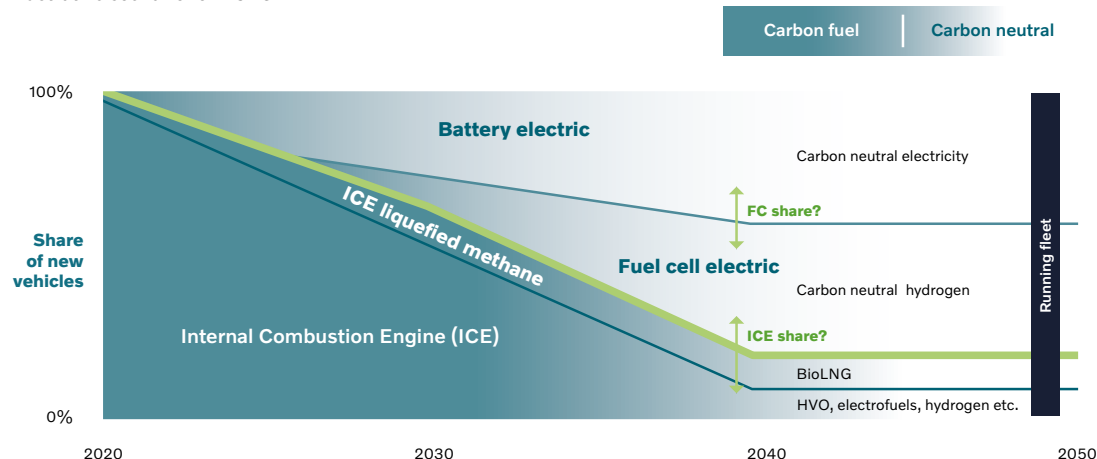 Carbon fuel
Carbon neutral
100%
Battery electric
Carbon neutral electricity
ICE liquefied methane
FC share?
Share
of new
vehicles
Fuel cell electric
Carbon neutral hydrogen
Running fleet
Internal Combustion Engine (ICE)
ICE share?
BioLNG
HVO, electrofuels, hydrogen etc.
0%
2020
2030
2040
2050